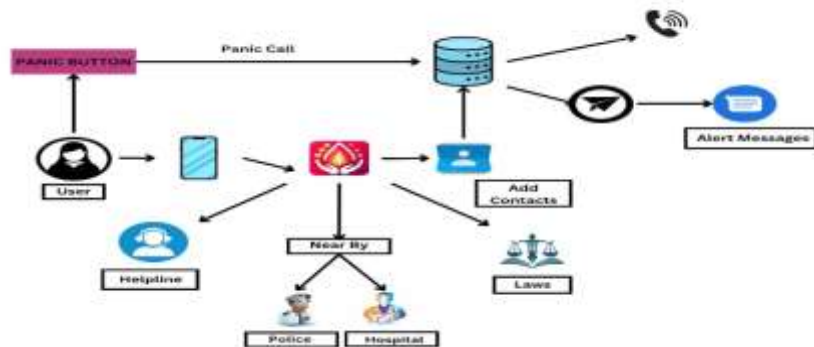 Panic Call
PANIC BUTTON
Alert Messages
User
Add
Contacts
Near By
Helpline
Laws
Police
Hospital